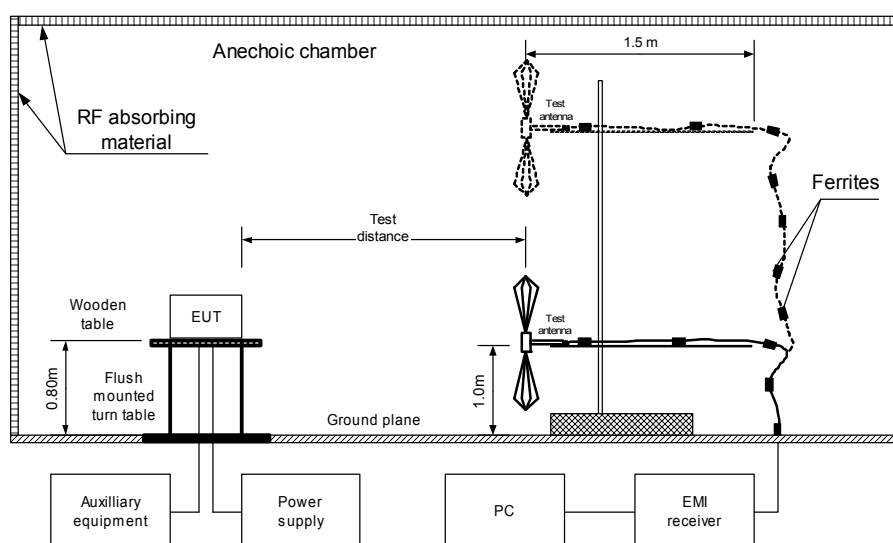 Anechoic chamber
1.5 m
Test
antenna
RF absorbing
material
Ferrites
Test
distance
Wooden
table
EUT
Test
antenna
0.80m
Flush
mounted
turn table
1.0m
Ground plane
Auxilliary
equipment
Power
supply
PC
EMI
receiver